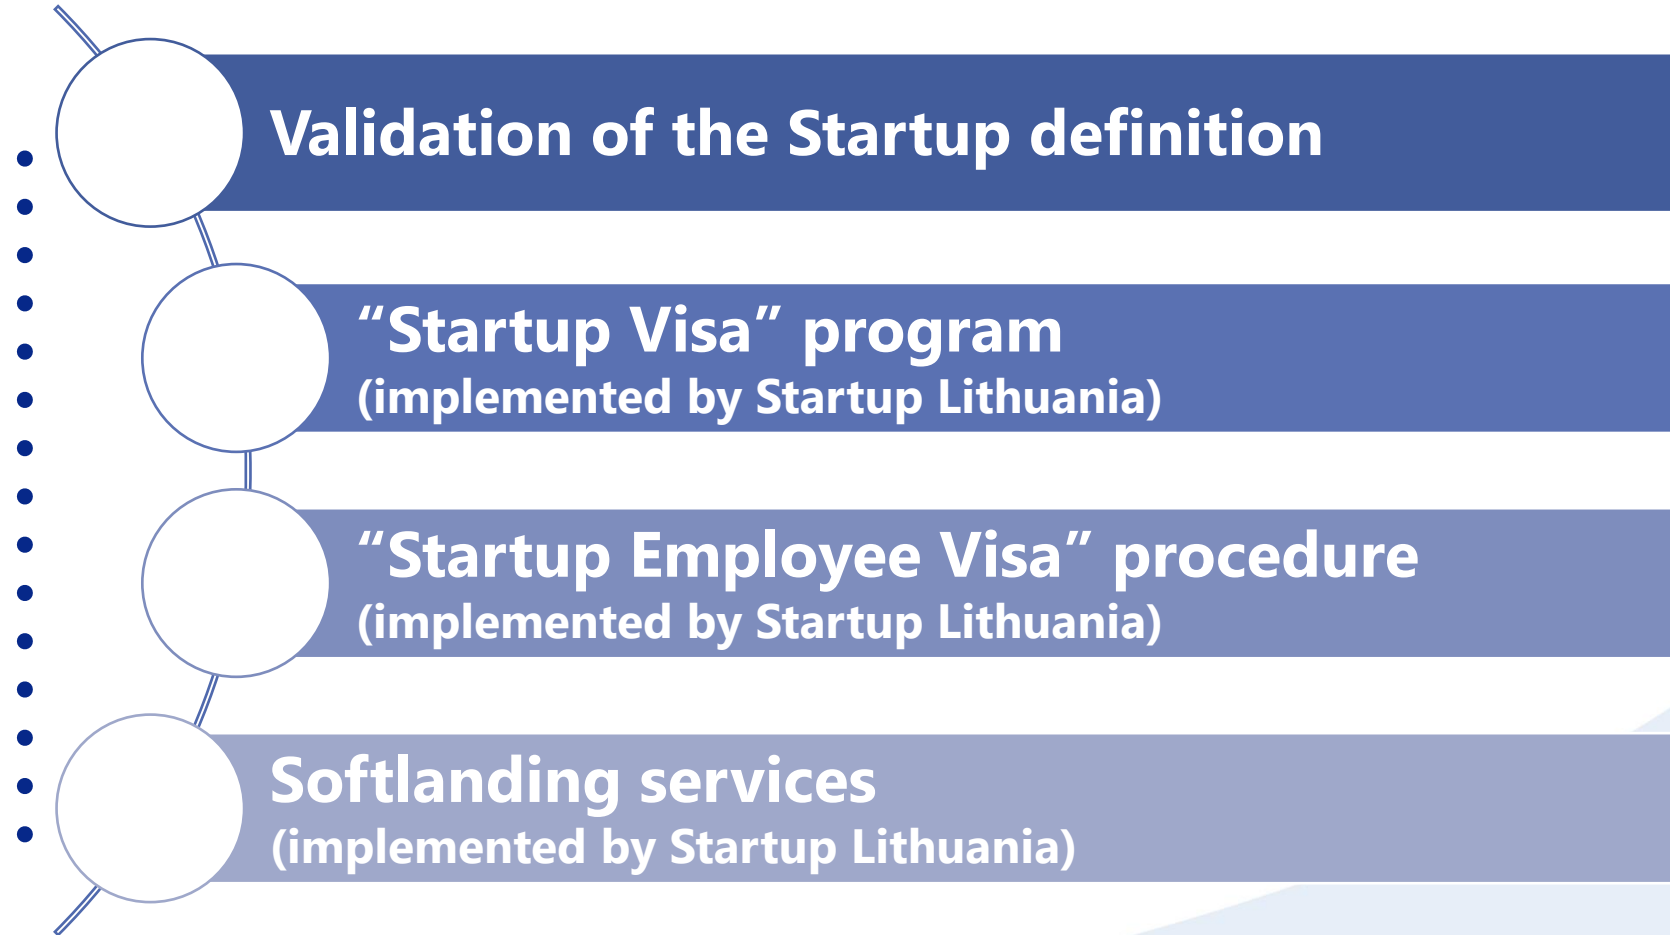 Validation of the Startup definition
“Startup Visa” program
(implemented by Startup Lithuania)
“Startup Employee Visa” procedure
(implemented by Startup Lithuania)
Softlanding services
(implemented by Startup Lithuania)